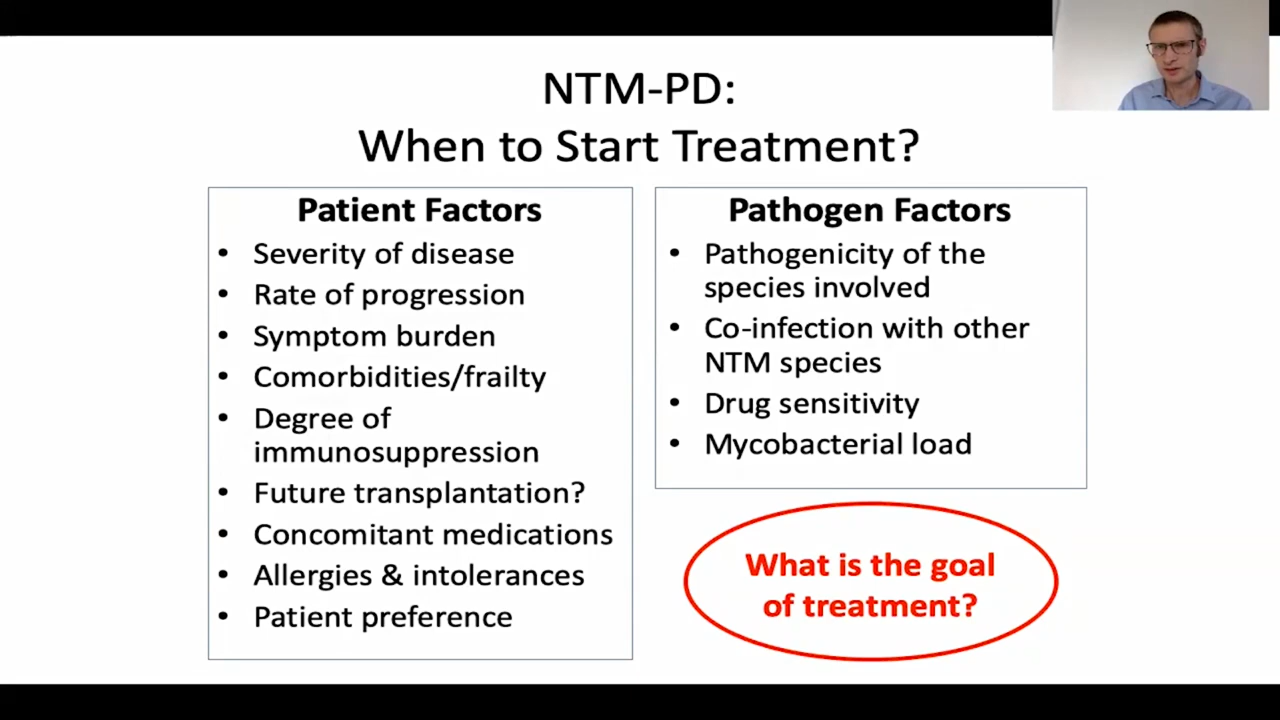 NTM-PD:
When to Start Treatment?
Patient Factors
• Severity of disease
• Rate of progression
• Symptom burden
• Comorbidities/frailty
• Degree of
immunosuppression
• Future transplantation?
• Concomitant medications
• Allergies & intolerances
• Patient preference
Pathogen Factors
• Pathogenicity of the
species involved
• Co-infection with other
NTM species
• Drug sensitivity
• Mycobacterial load
What is the goal
of treatment?